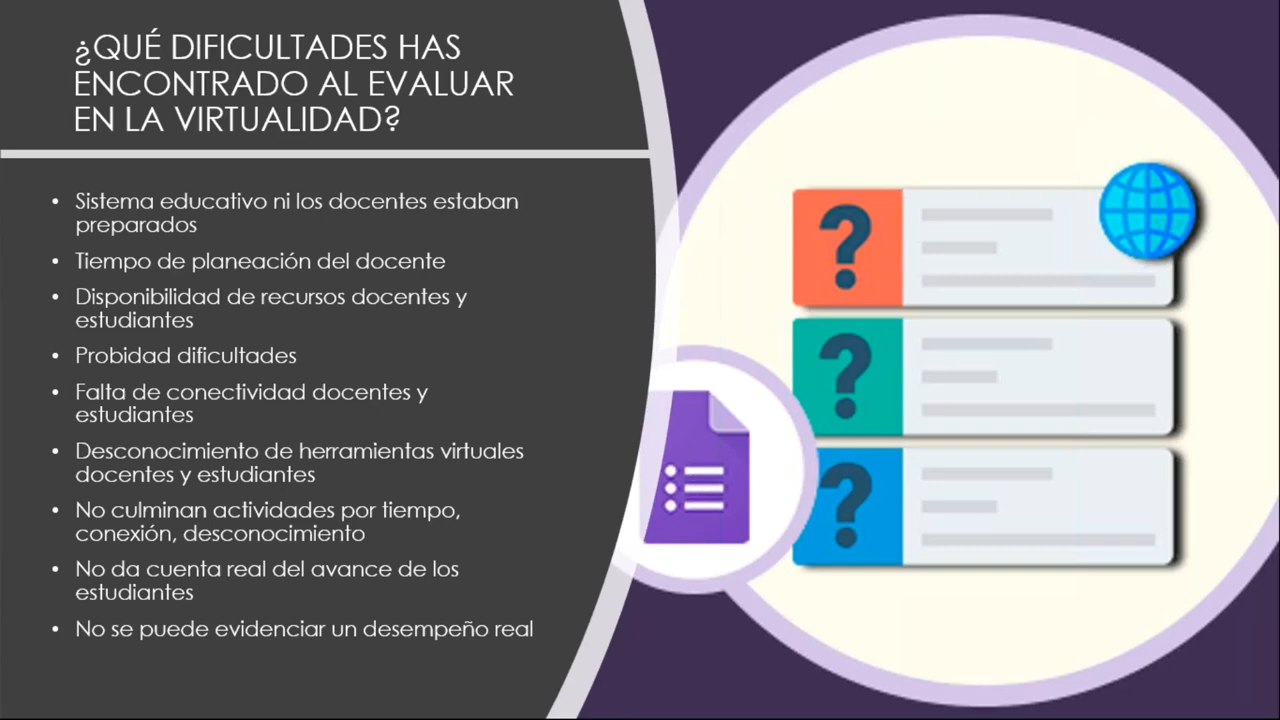 ¿QUÉ DIFICULTADES HAS
ENCONTRADO AL EVALUAR
EN LA VIRTUALIDAD?
• Sistema educativo ni los docentes estaban
preparados
• Tiempo de planeación del docente
• Disponibilidad de recursos docentes y
estudiantes
• Probidad dificultades
• Falta de conectividad docentes y
estudiantes
• Desconocimiento de herramientas virtuales
docentes y estudiantes
• No culminan actividades por tiempo,
conexión, desconocimiento
• No da cuenta real del avance de los
estudiantes
• No se puede evidenciar un desempeño real
?
?
?